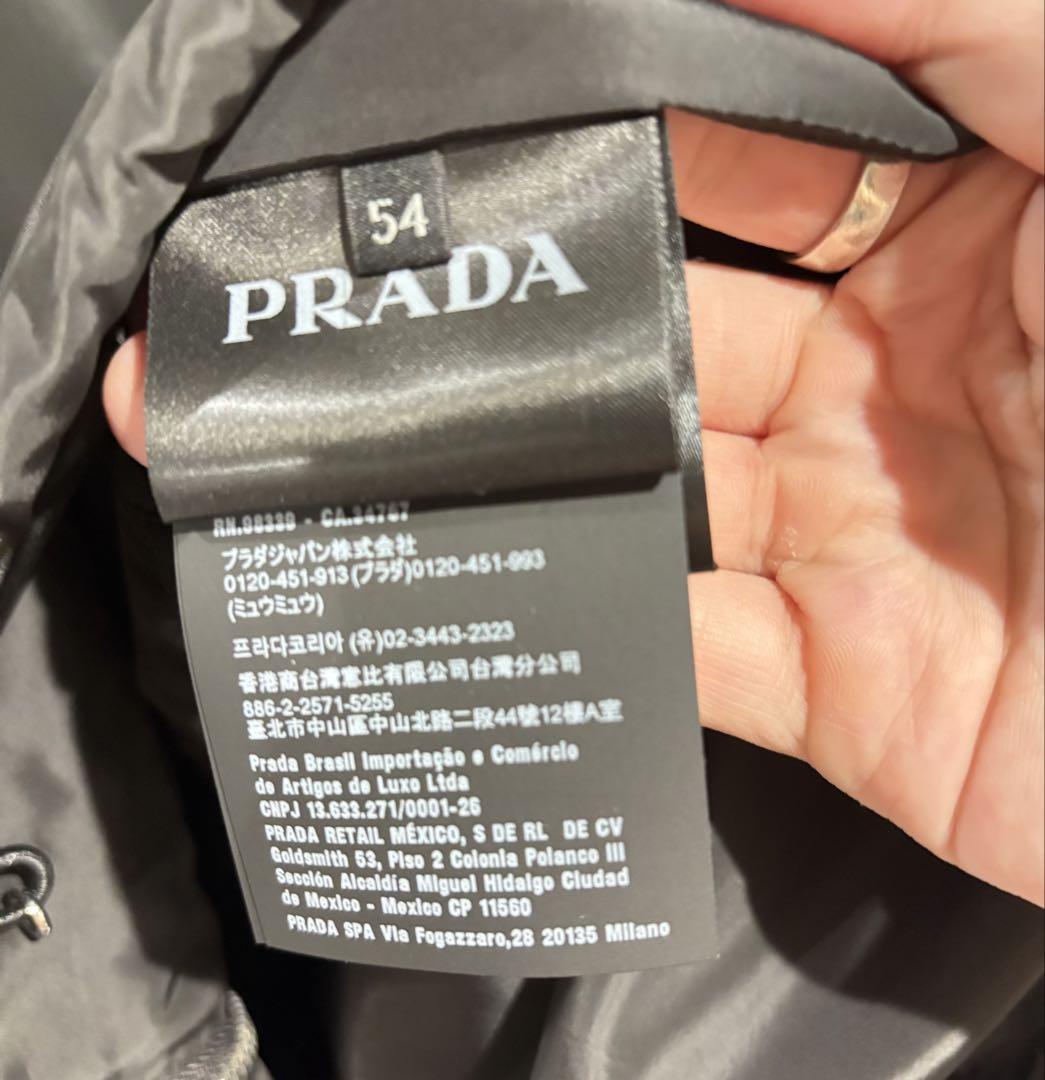 54
PRADA
RN.98339 - CA.34767
プラダジャパン株式会社
0120-451-913(プラダ)0120-451-993
(ミュウミュウ)
프라다코리아 (유)02-3443-2323
香港商台灣憲比有限公司台灣分公司
886-2-2571-5255
臺北市中山區中山北路二段44號12樓A室
Prada Brasil Importação e Comércio
de Artigos de Luxo Ltda
CNPJ 13.633.271/0001-26
PRADA RETAIL MÉXICO, S DE RL DE CV
Goldsmith 53, Piso 2 Colonia Polanco III
Sección Alcaldía Miguel Hidalgo Ciudad
de Mexico - Mexico CP 11560
PRADA SPA Via Fogazzaro,28 20135 Milano